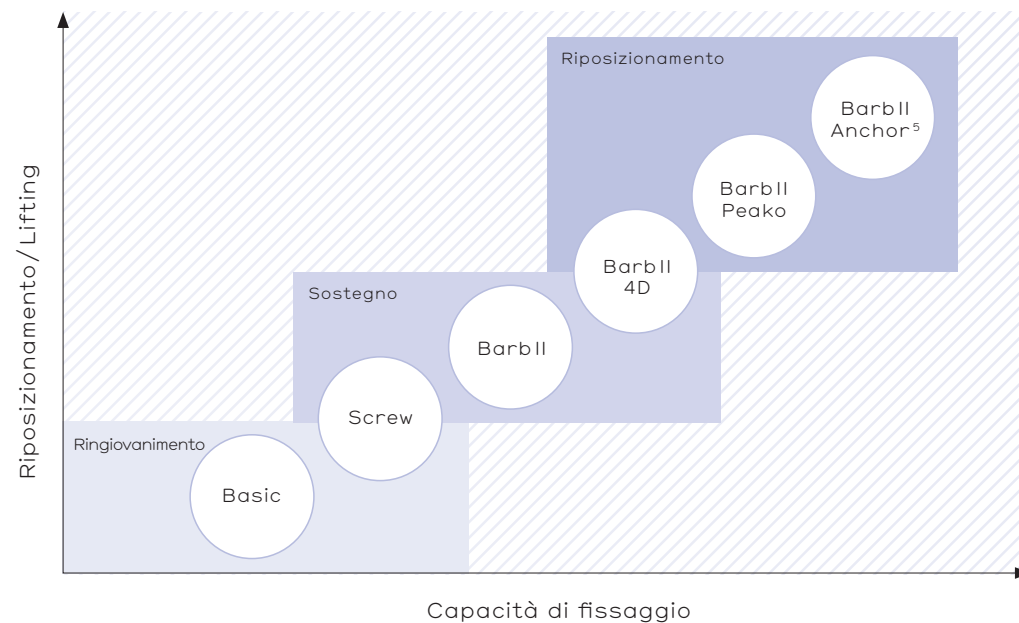 Riposizionamento/Lifting
Riposizionamento
Barb II
Anchor⁵
Barb II
Peako
Barb II
4D
Sostegno
Barb II
Screw
Ringiovanimento
Basic
Capacità di fissaggio